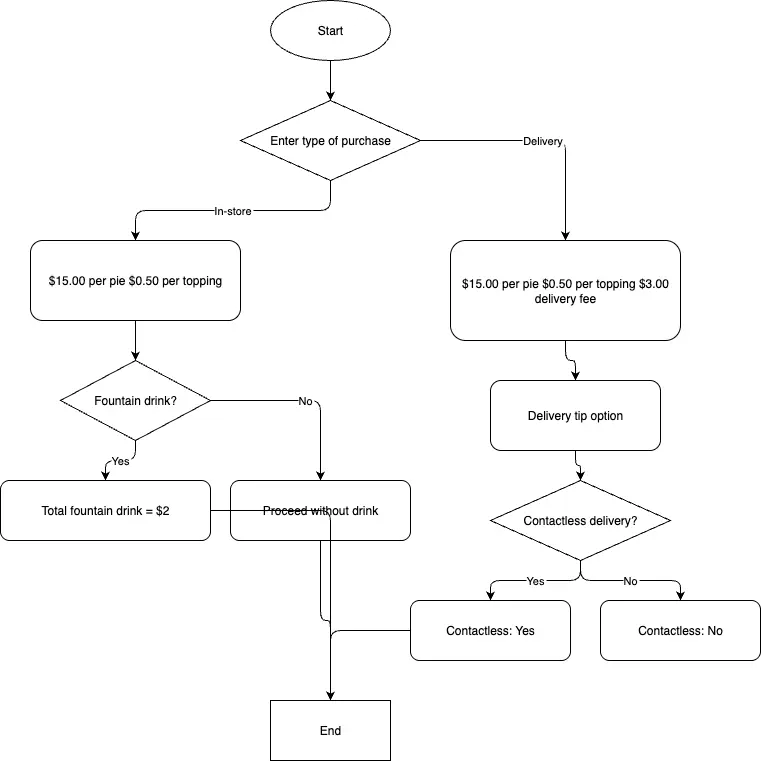 Start
Enter type of purchase
Delivery
In-store
$15.00 per pie $0.50 per topping
$15.00 per pie $0.50 per topping $3.00
delivery fee
Fountain drink?
No
Delivery tip option
Yes
Total fountain drink = $2
Proceed without drink
Contactless delivery?
Yes
No
Contactless: Yes
Contactless: No
End